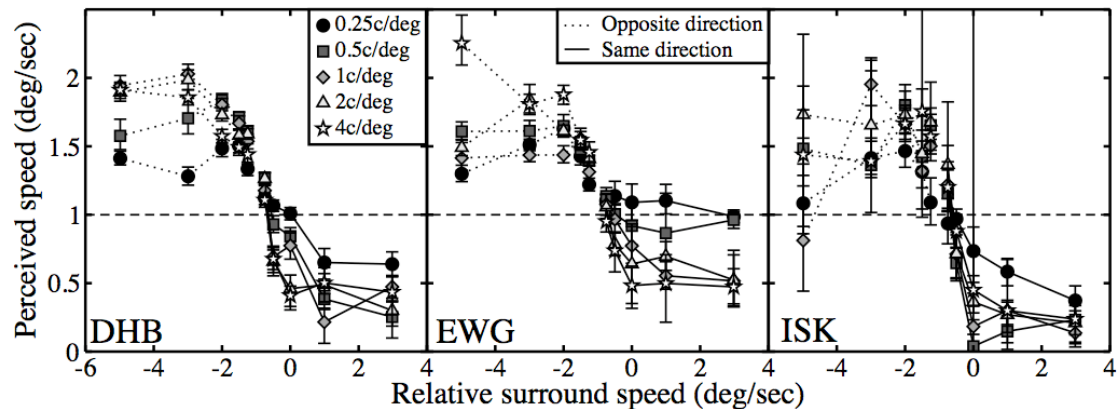 Perceived speed (deg/sec)
2
1.5
1
0.5
0
0.25c/deg
0.5c/deg
1c/deg
2c/deg
4c/deg
Opposite direction
Same direction
DHB
EWG
ISK
-6 -4 -2 0 2 4 -4 -2 0 2 4 -4 -2 0 2 4
Relative surround speed (deg/sec)